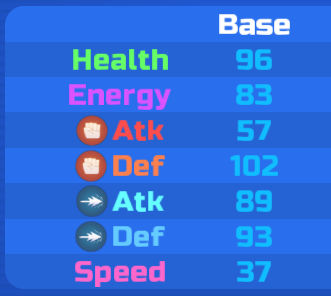 Base
Health 96
Energy 83
Atk 57
Def 102
Atk 89
Def 93
Speed 37